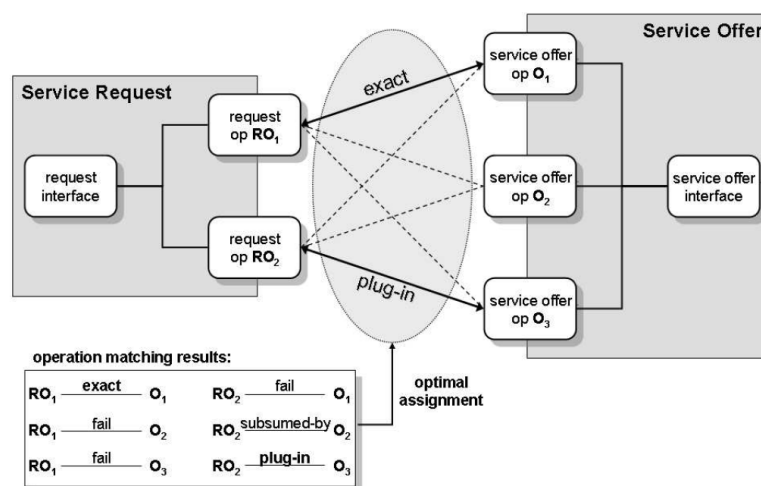 Service Offer
Service Request
request
op RO₁
request
interface
request
op RO₂
exact
plug-in
service offer
op O₁
service offer
op O₂
service offer
op O₃
service offer
interface
operation matching results:
RO₁ exact O₁
RO₁ fail O₂
RO₁ fail O₃
RO₂ fail O₁
RO₂ subsumed-by O₂
RO₂ plug-in O₃
optimal
assignment